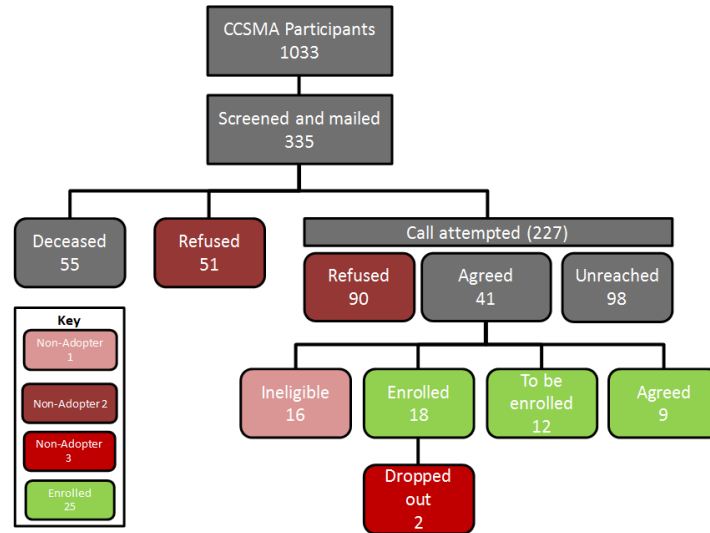 CCSMA Participants
1033
Screened and mailed
335
Deceased
55
Refused
51
Call attempted (227)
Refused
90
Agreed
41
Unreached
98
Key
Non-Adopter
1
Non-Adopter 2
Non-Adopter
3
Enrolled
25
Ineligible
16
Enrolled
18
To be
enrolled
12
Agreed
9
Dropped
out
2